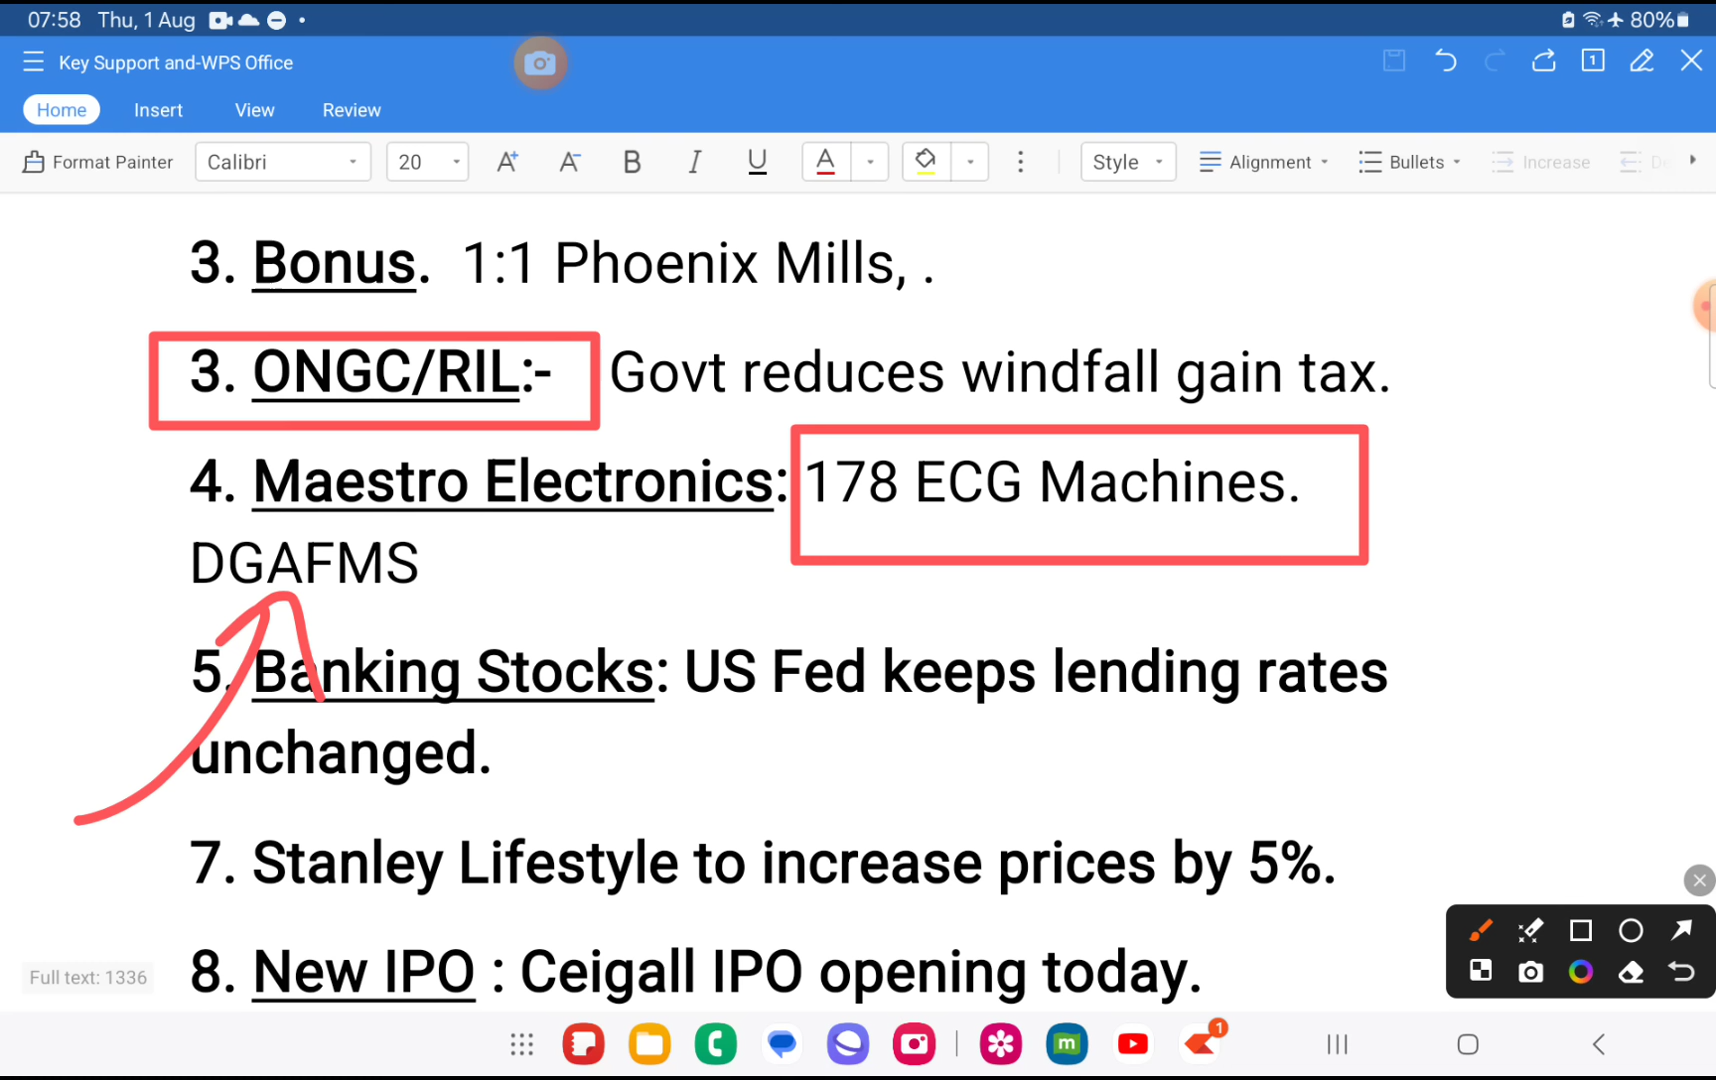 07:58 Thu, 1 Aug 80%
Key Support and-WPS Office 1
Home Insert View Review
Format Painter Calibri 20 A+ A- B I U A Style Alignment Bullets Increase De
3. Bonus. 1:1 Phoenix Mills, .
3. ONGC/RIL:- Govt reduces windfall gain tax.
4. Maestro Electronics: 178 ECG Machines.
DGAFMS
5. Banking Stocks: US Fed keeps lending rates
unchanged.
7. Stanley Lifestyle to increase prices by 5%.
8. New IPO : Ceigall IPO opening today.
Full text: 1336
m 1